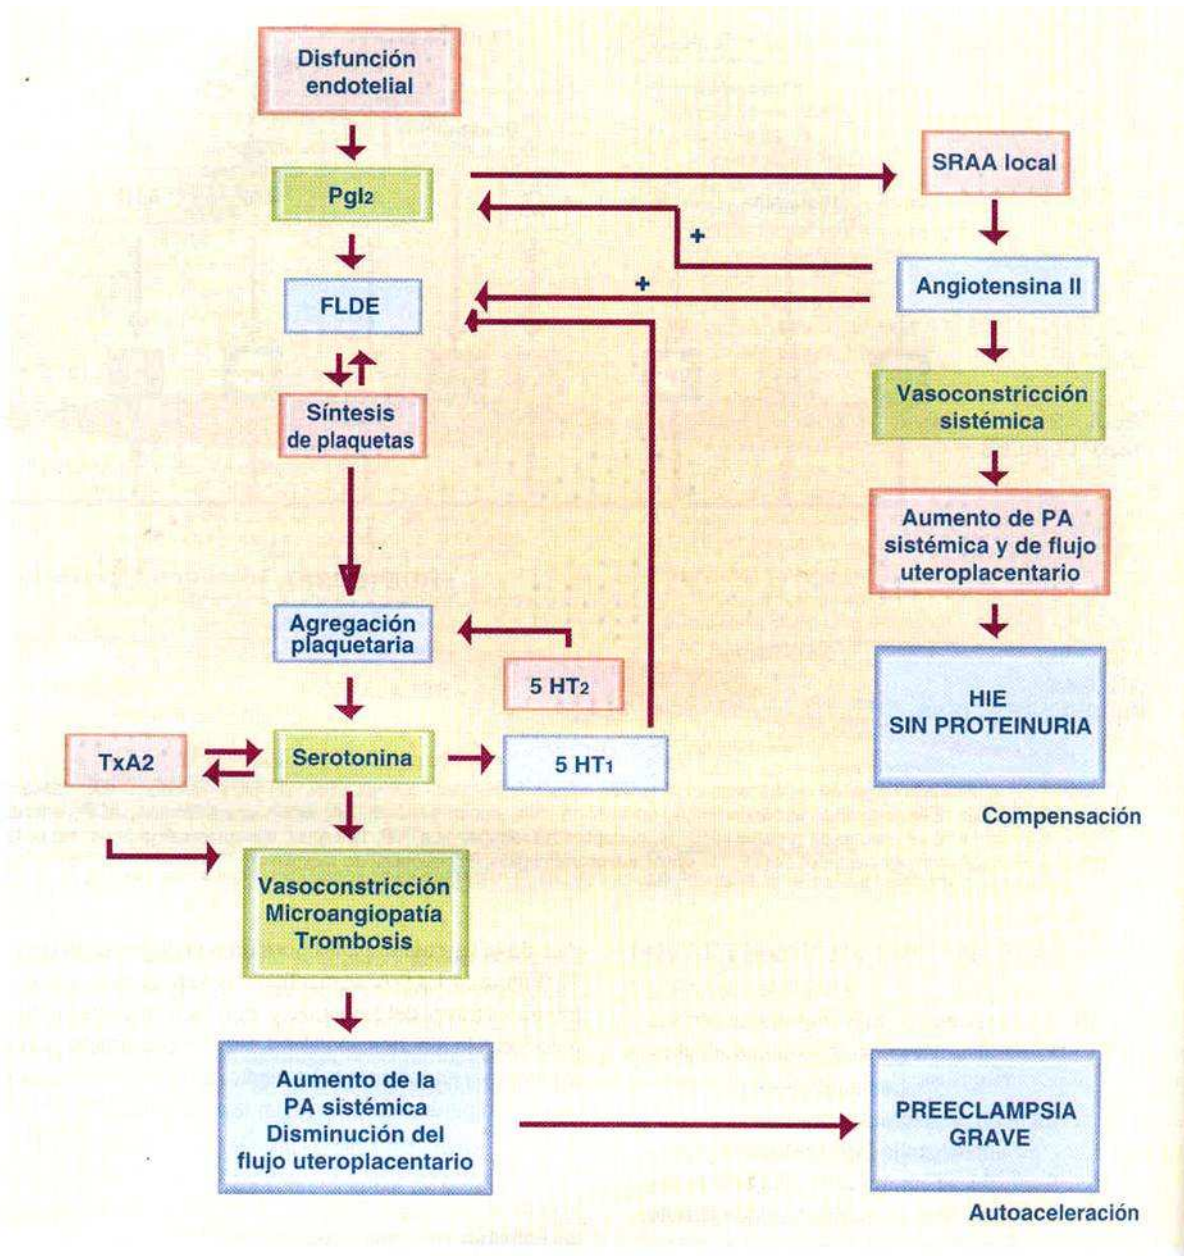 Disfunción
endotelial
PgI2
FLDE
Síntesis
de plaquetas
Agregación
plaquetaria
5 HT2
Serotonina
TxA2
5 HT1
Vasoconstricción
Microangiopatía
Trombosis
Aumento de la
PA sistémica
Disminución del
flujo uteroplacentario
SRAA local
+
+
Angiotensina II
Vasoconstricción
sistémica
Aumento de PA
sistémica y de flujo
uteroplacentario
HIE
SIN PROTEINURIA
Compensación
PREECLAMPSIA
GRAVE
Autoaceleración